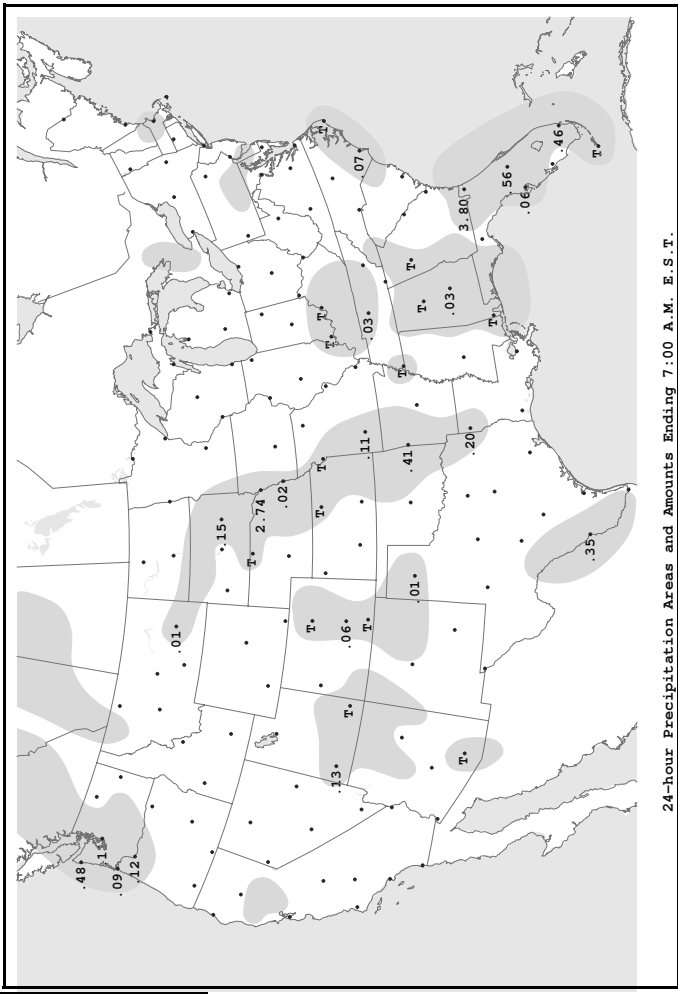 .48
1
.09
.12
.01
.15
T
2.74
.02
T
T
T
T
T
T
.13
.06
T
.07
.11
T
.03
T
.41
T
.01
T
.03
T
3.80
.20
T
.56
.06
.46
.35
T
24-hour Precipitation Areas and Amounts Ending 7:00 A.M. E.S.T.